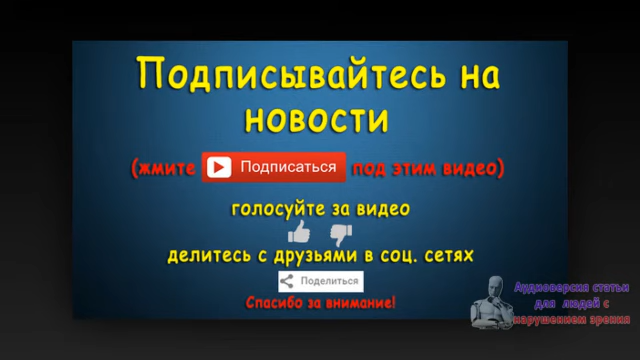 Подписывайтесь на
новости
(жмите Подписаться под этим видео)
голосуйте за видео
делитесь с друзьями в соц. сетях
Поделиться
Спасибо за внимание!
Аудиоверсия статьи
для людей с
нарушением зрения